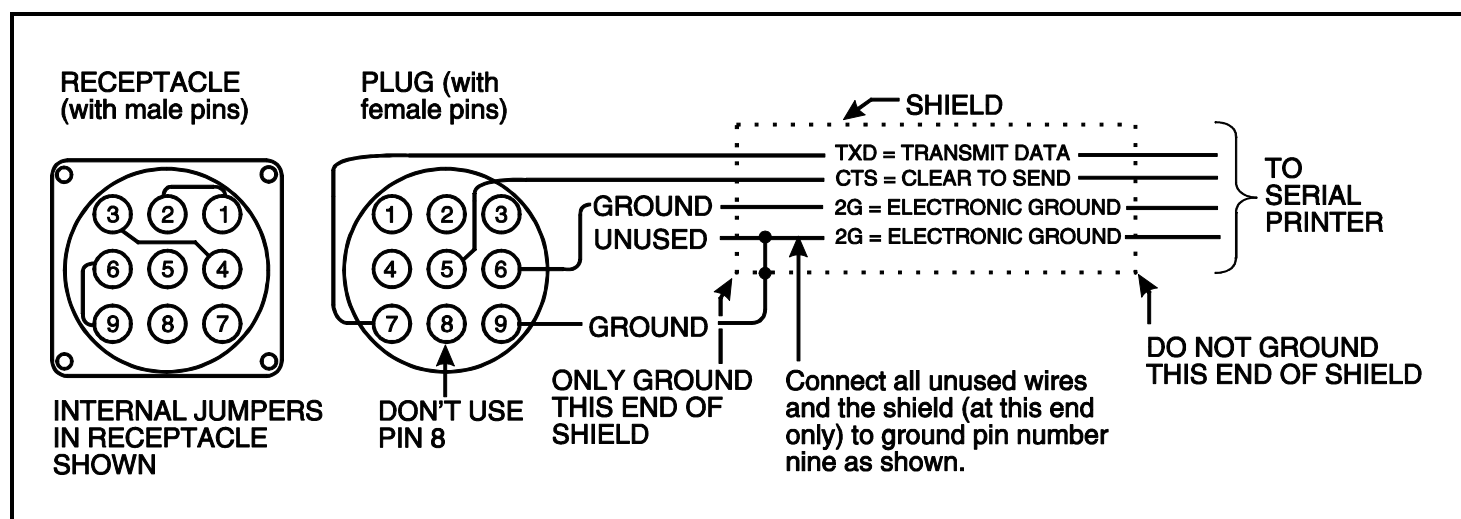 RECEPTACLE
(with male pins)
3 2 1
6 5 4
9 8 7
INTERNAL JUMPERS
IN RECEPTACLE
SHOWN
PLUG (with
female pins)
1 2 3
4 5 6
7 8 9
DON'T USE
PIN 8
SHIELD
TXD = TRANSMIT DATA
CTS = CLEAR TO SEND
GROUND
2G = ELECTRONIC GROUND
UNUSED
2G = ELECTRONIC GROUND
GROUND
TO
SERIAL
PRINTER
ONLY GROUND
THIS END OF
SHIELD
Connect all unused wires
and the shield (at this end
only) to ground pin number
nine as shown.
DO NOT GROUND
THIS END OF SHIELD